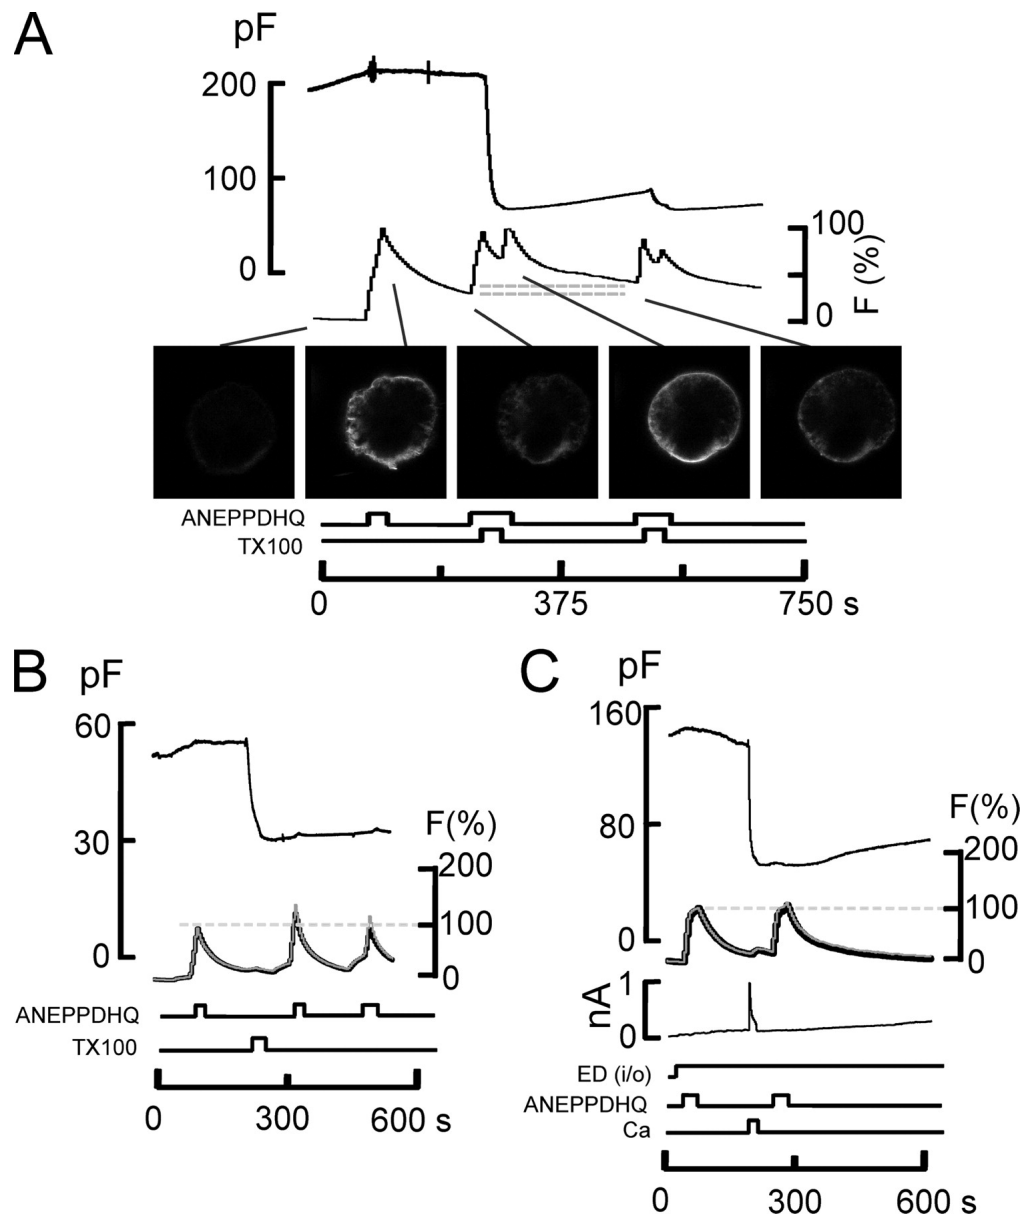 A
pF
200
100
0
100
0
F (%)
ANEPPDHQ
TX100
0 375 750 s
B
pF
60
30
0
F(%)
200
100
0
ANEPPDHQ
TX100
0 300 600 s
C
pF
160
80
0
F(%)
200
100
0
nA
1
0
ED (i/o)
ANEPPDHQ
Ca
0 300 600 s